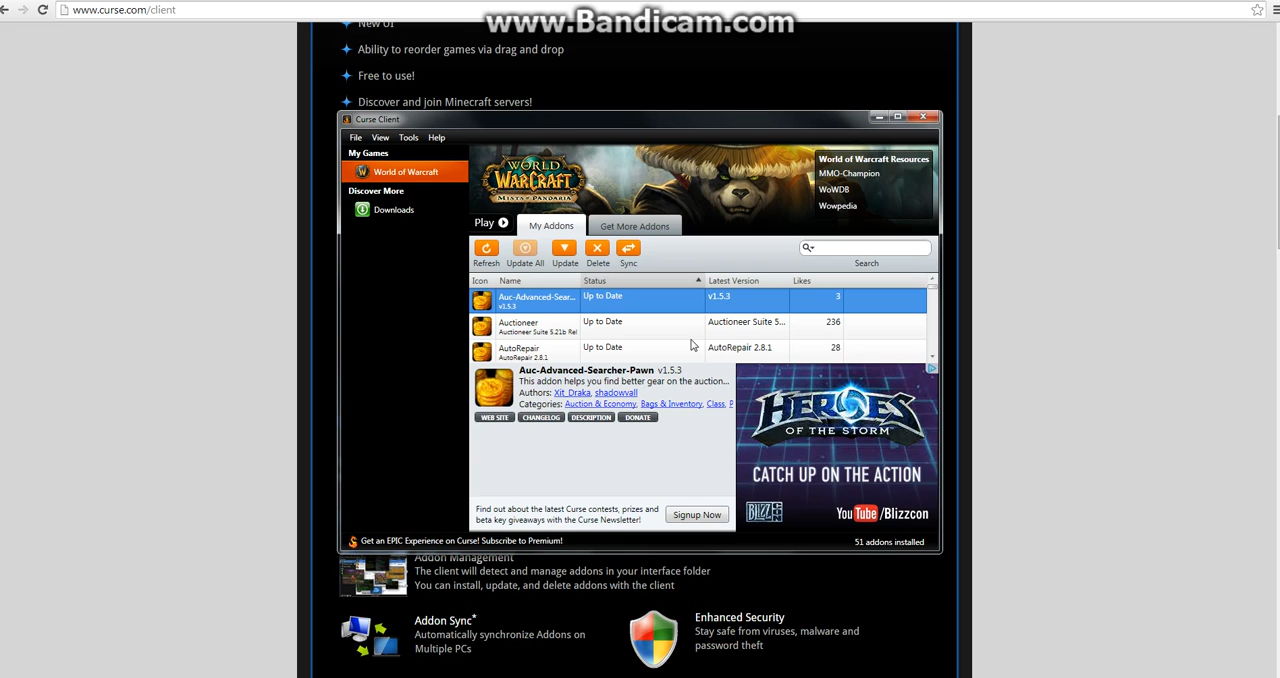 www.curse.com/client
www.Bandicam.com
New UI
Ability to reorder games via drag and drop
Free to use!
Discover and join Minecraft servers!
Curse Client
File View Tools Help
My Games
World of Warcraft
Discover More
Downloads
WORLD
WARCRAFT
MISTS OF PANDARIA
World of Warcraft Resources
MMO-Champion
WoWDB
Wowpedia
Play My Addons Get More Addons
Refresh Update All Update Delete Sync Search
Icon Name Status Latest Version Likes
Auc-Advanced-Sear... Up to Date v1.5.3 3
v1.5.3
Auctioneer Up to Date Auctioneer Suite 5... 236
Auctioneer Suite 5.21b Rel
AutoRepair Up to Date AutoRepair 2.8.1 28
AutoRepair 2.8.1
Auc-Advanced-Searcher-Pawn v1.5.3
This addon helps you find better gear on the auction...
Authors: Xit_Draka, shadowvall
Categories: Auction & Economy, Bags & Inventory, Class, P
WEB SITE CHANGELOG DESCRIPTION DONATE
HEROES
OF THE STORM
CATCH UP ON THE ACTION
BLIZZCON
YouTube/Blizzcon
Find out about the latest Curse contests, prizes and
beta key giveaways with the Curse Newsletter!
Signup Now
Get an EPIC Experience on Curse! Subscribe to Premium!
51 addons installed
Addon Management
The client will detect and manage addons in your interface folder
You can install, update, and delete addons with the client
Addon Sync*
Automatically synchronize Addons on
Multiple PCs
Enhanced Security
Stay safe from viruses, malware and
password theft